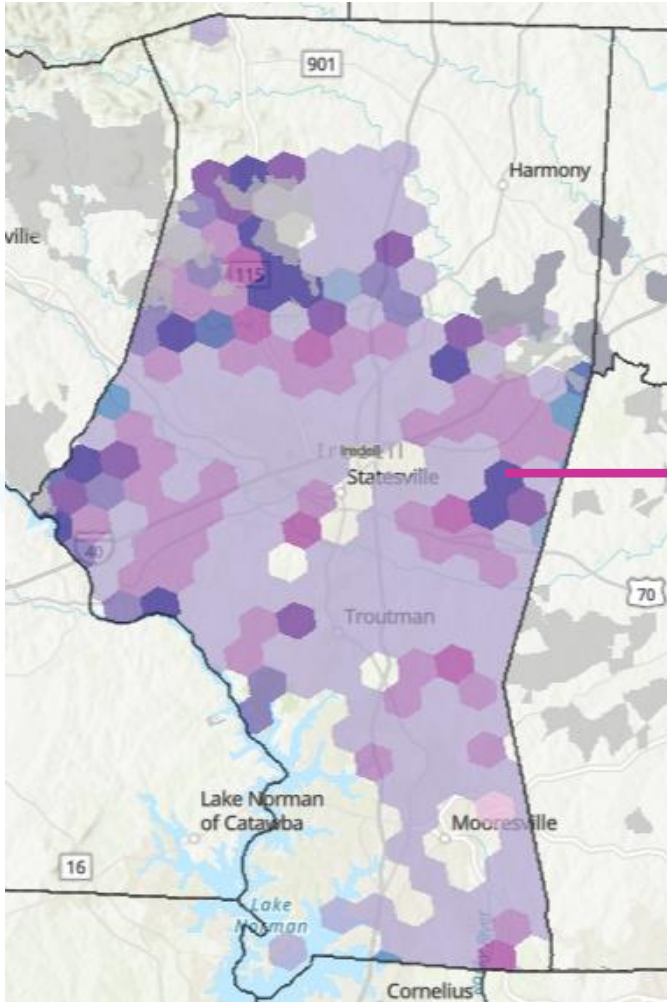 901
Harmony
ville
115
Iredell
Statesville
40
70
Troutman
Lake Norman
of Catawba
Mooresville
16
Lake
Norman
Cornelius